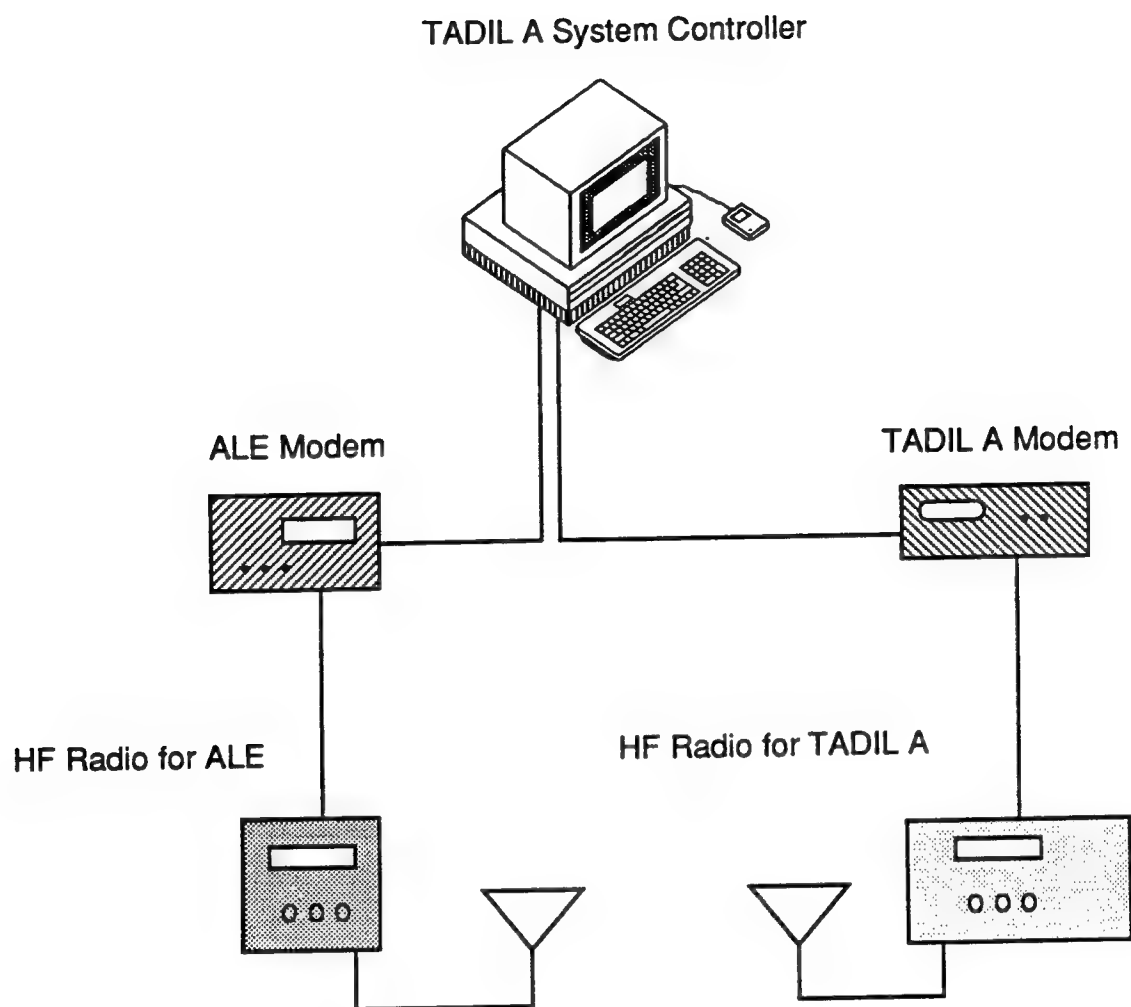 TADIL A System Controller
ALE Modem
TADIL A Modem
HF Radio for ALE
HF Radio for TADIL A